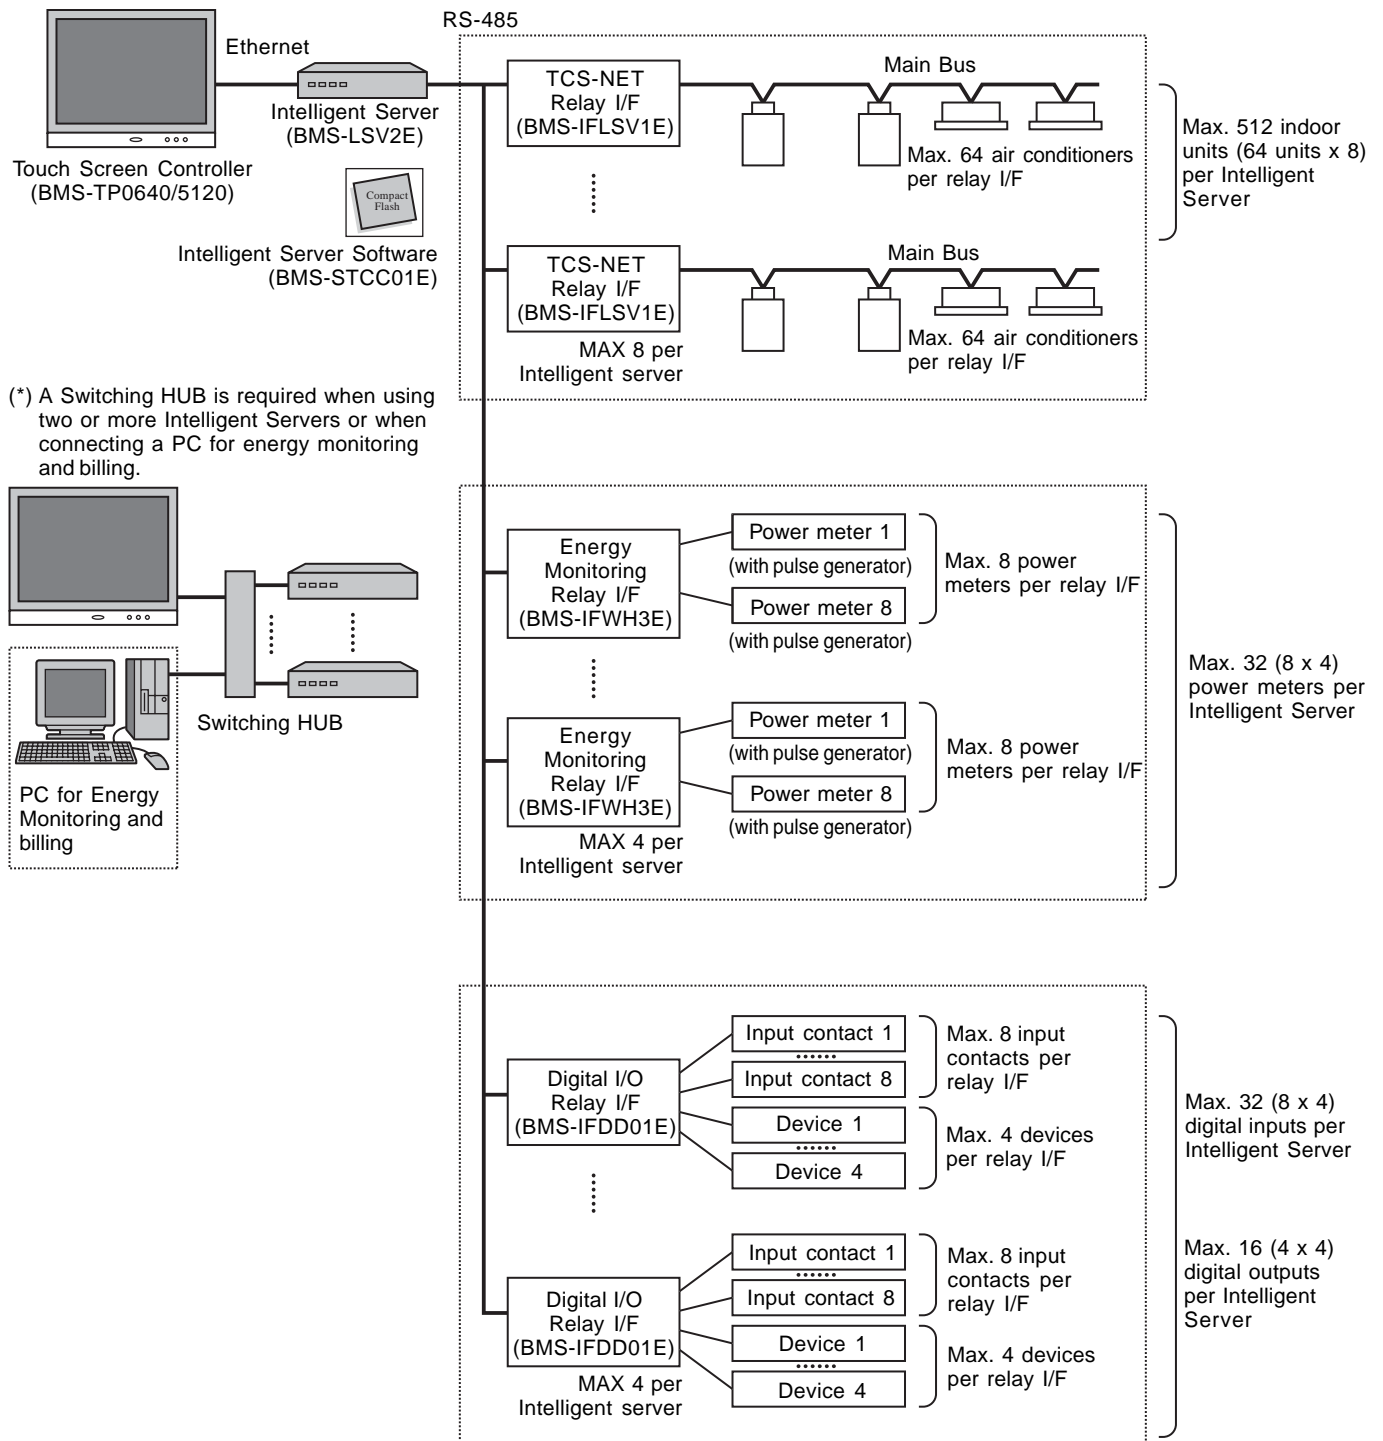 RS-485
Ethernet
Intelligent Server
(BMS-LSV2E)
Touch Screen Controller
(BMS-TP0640/5120)
Compact
Flash
Intelligent Server Software
(BMS-STCC01E)
TCS-NET
Relay I/F
(BMS-IFLSV1E)
Main Bus
Max. 64 air conditioners
per relay I/F
Max. 512 indoor
units (64 units x 8)
per Intelligent
Server
TCS-NET
Relay I/F
(BMS-IFLSV1E)
MAX 8 per
Intelligent server
Main Bus
Max. 64 air conditioners
per relay I/F
(*) A Switching HUB is required when using
two or more Intelligent Servers or when
connecting a PC for energy monitoring
and billing.
Switching HUB
PC for Energy
Monitoring and
billing
Energy
Monitoring
Relay I/F
(BMS-IFWH3E)
Power meter 1
(with pulse generator)
Power meter 8
(with pulse generator)
Max. 8 power
meters per relay I/F
Energy
Monitoring
Relay I/F
(BMS-IFWH3E)
MAX 4 per
Intelligent server
Power meter 1
(with pulse generator)
Power meter 8
(with pulse generator)
Max. 8 power
meters per relay I/F
Max. 32 (8 x 4)
power meters per
Intelligent Server
Digital I/O
Relay I/F
(BMS-IFDD01E)
Input contact 1
Input contact 8
Device 1
Device 4
Max. 8 input
contacts per
relay I/F
Max. 4 devices
per relay I/F
Max. 32 (8 x 4)
digital inputs per
Intelligent Server
Digital I/O
Relay I/F
(BMS-IFDD01E)
MAX 4 per
Intelligent server
Input contact 1
Input contact 8
Device 1
Device 4
Max. 8 input
contacts per
relay I/F
Max. 4 devices
per relay I/F
Max. 16 (4 x 4)
digital outputs
per Intelligent
Server